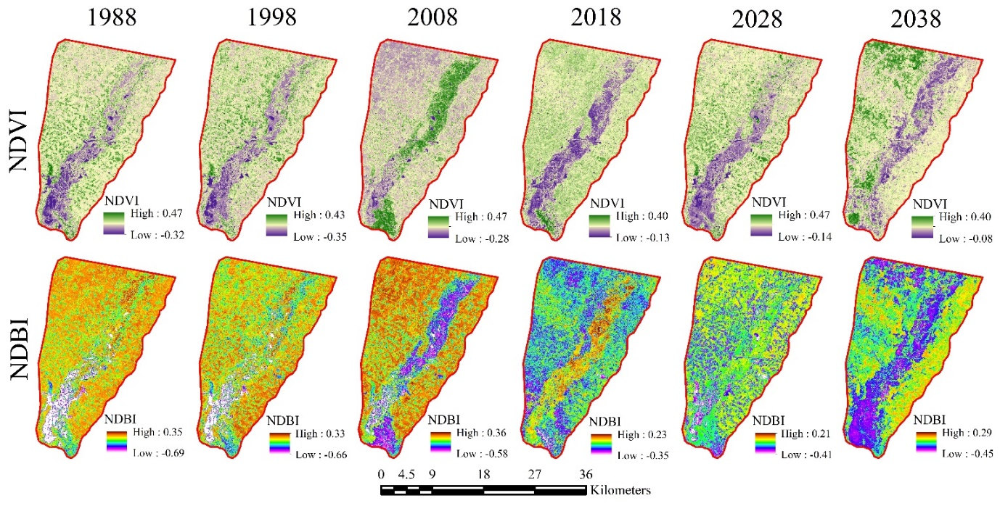 1988 1998 2008 2018 2028 2038
NDVI
NDVI
High : 0.47
Low : -0.32
NDVI
High : 0.43
Low : -0.35
NDVI
High : 0.47
Low : -0.28
NDVI
High : 0.40
Low : -0.13
NDVI
High : 0.47
Low : -0.14
NDVI
High : 0.40
Low : -0.08
NDBI
NDBI
High : 0.35
Low : -0.69
NDBI
High : 0.33
Low : -0.66
NDBI
High : 0.36
Low : -0.58
NDBI
High : 0.23
Low : -0.35
NDBI
High : 0.21
Low : -0.41
NDBI
High : 0.29
Low : -0.45
0 4.5 9 18 27 36
Kilometers